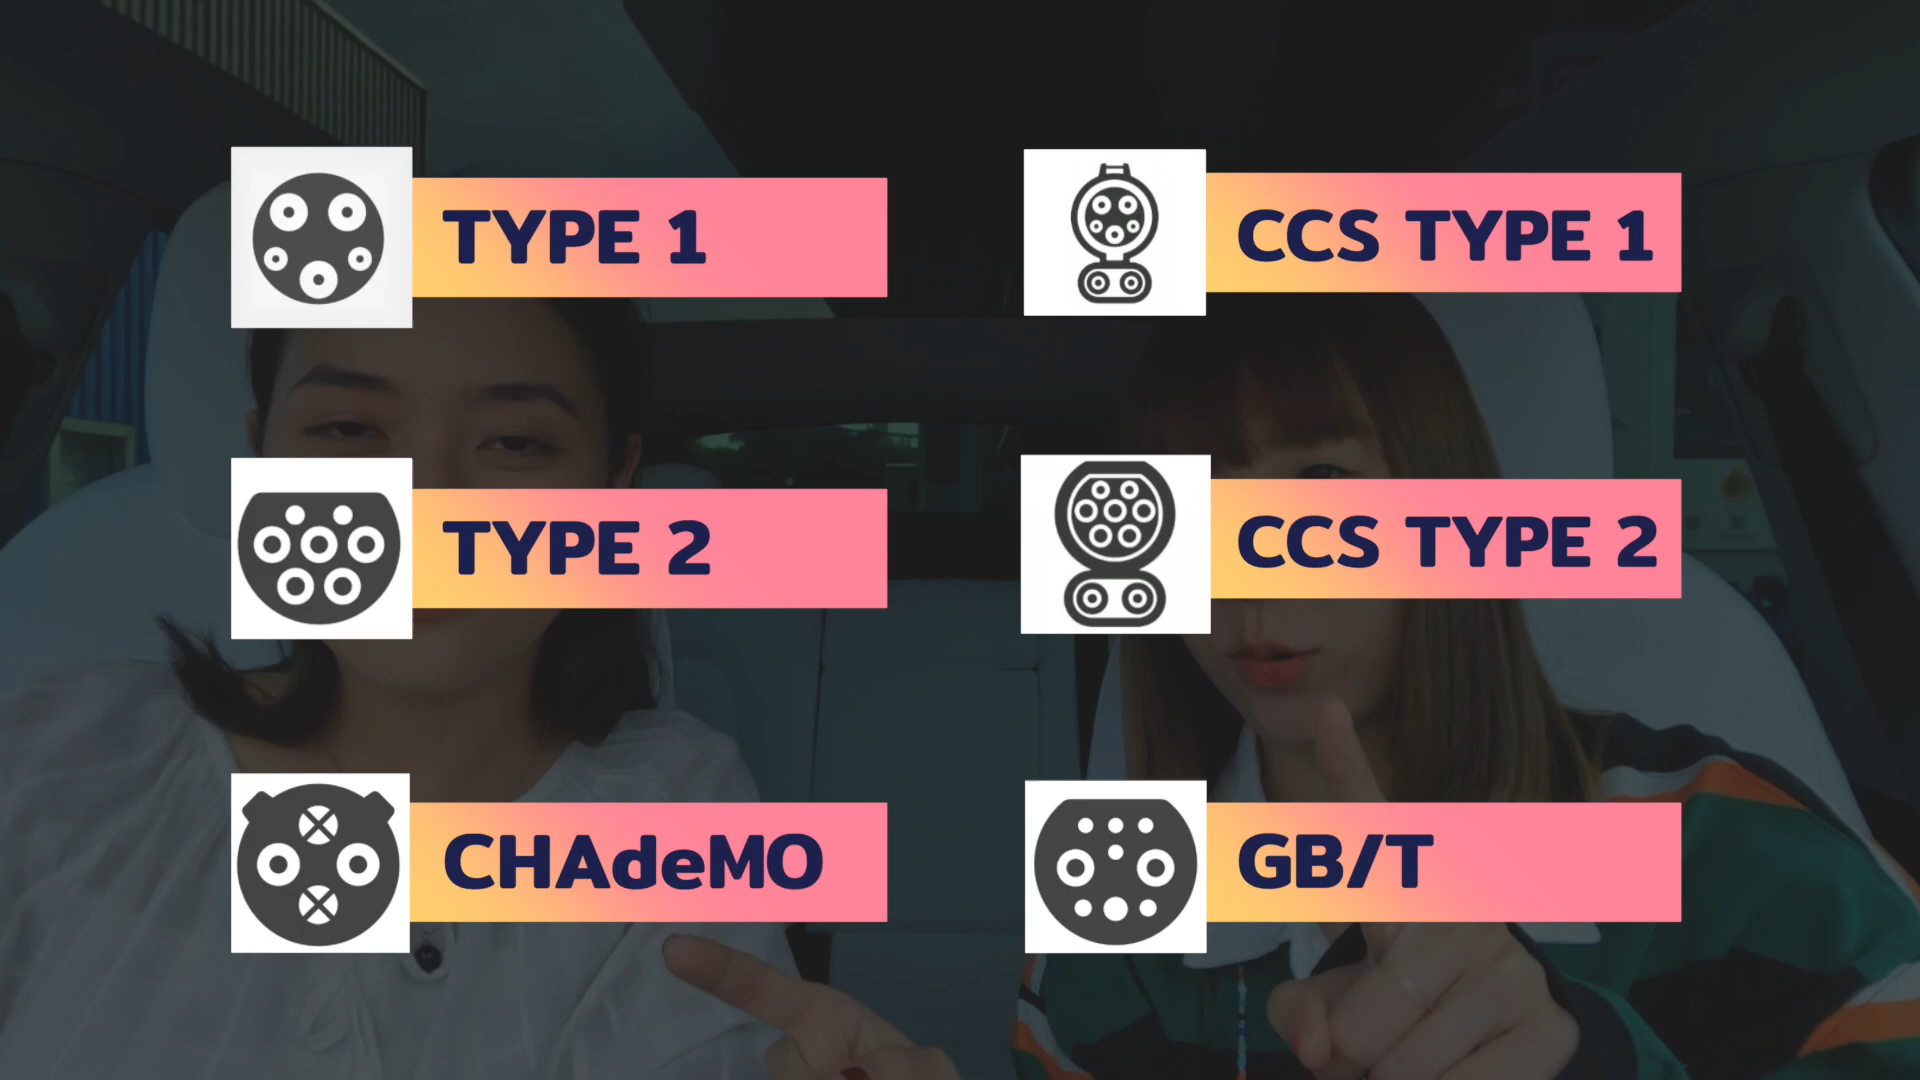 TYPE 1
CCS TYPE 1
TYPE 2
CCS TYPE 2
CHAdeMO
GB/T